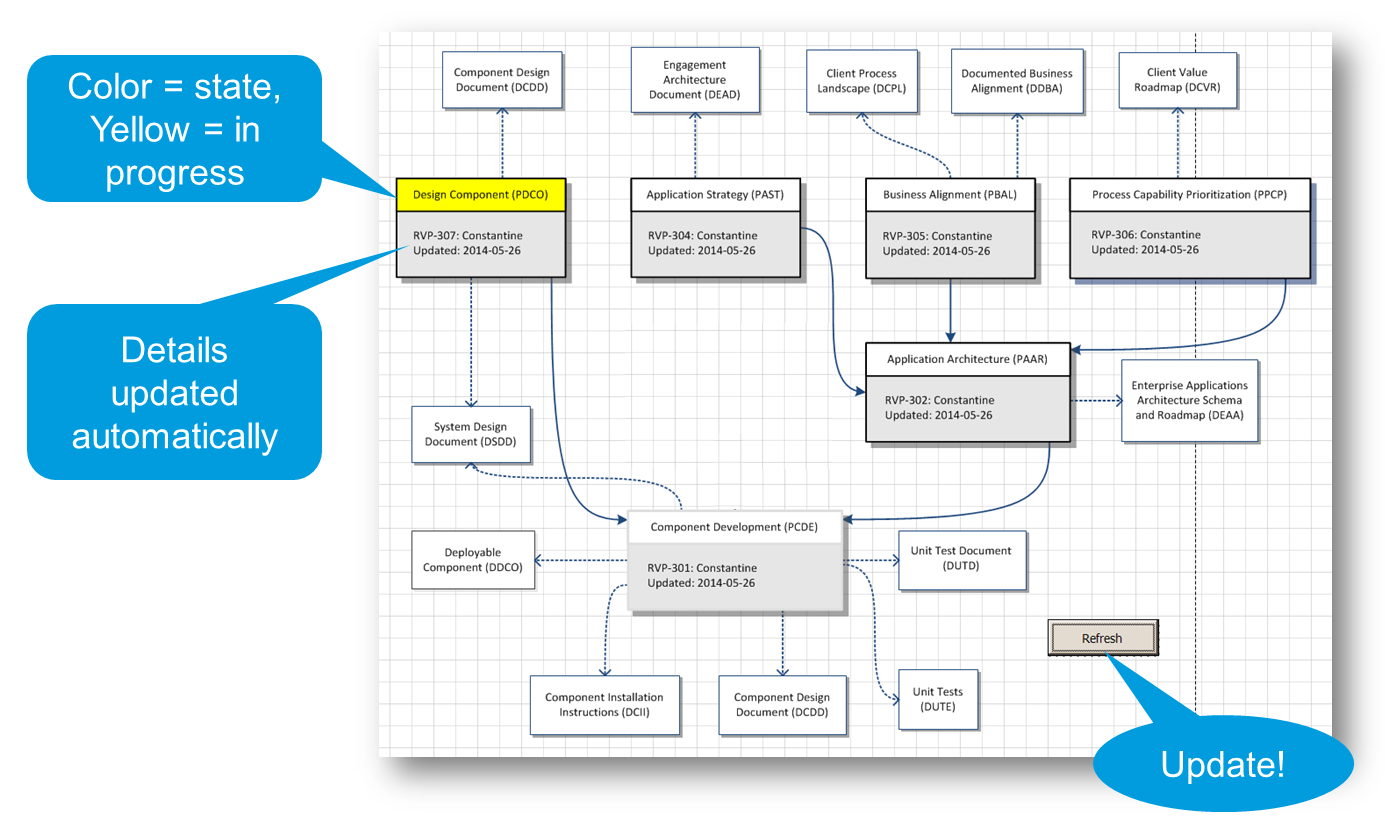 Color = state,
Yellow = in
progress
Component Design
Document (DCDD)
Engagement
Architecture
Document (DEAD)
Client Process
Landscape (DCPL)
Documented Business
Alignment (DDBA)
Client Value
Roadmap (DCVR)
Design Component (PDCO)
RVP-307: Constantine
Updated: 2014-05-26
Application Strategy (PAST)
RVP-304: Constantine
Updated: 2014-05-26
Business Alignment (PBAL)
RVP-305: Constantine
Updated: 2014-05-26
Process Capability Prioritization (PPCP)
RVP-306: Constantine
Updated: 2014-05-26
Details
updated
automatically
Application Architecture (PAAR)
RVP-302: Constantine
Updated: 2014-05-26
Enterprise Applications
Architecture Schema
and Roadmap (DEAA)
System Design
Document (DSDD)
Component Development (PCDE)
RVP-301: Constantine
Updated: 2014-05-26
Deployable
Component (DDCO)
Unit Test Document
(DUTD)
Refresh
Component Installation
Instructions (DCII)
Component Design
Document (DCDD)
Unit Tests
(DUTE)
Update!